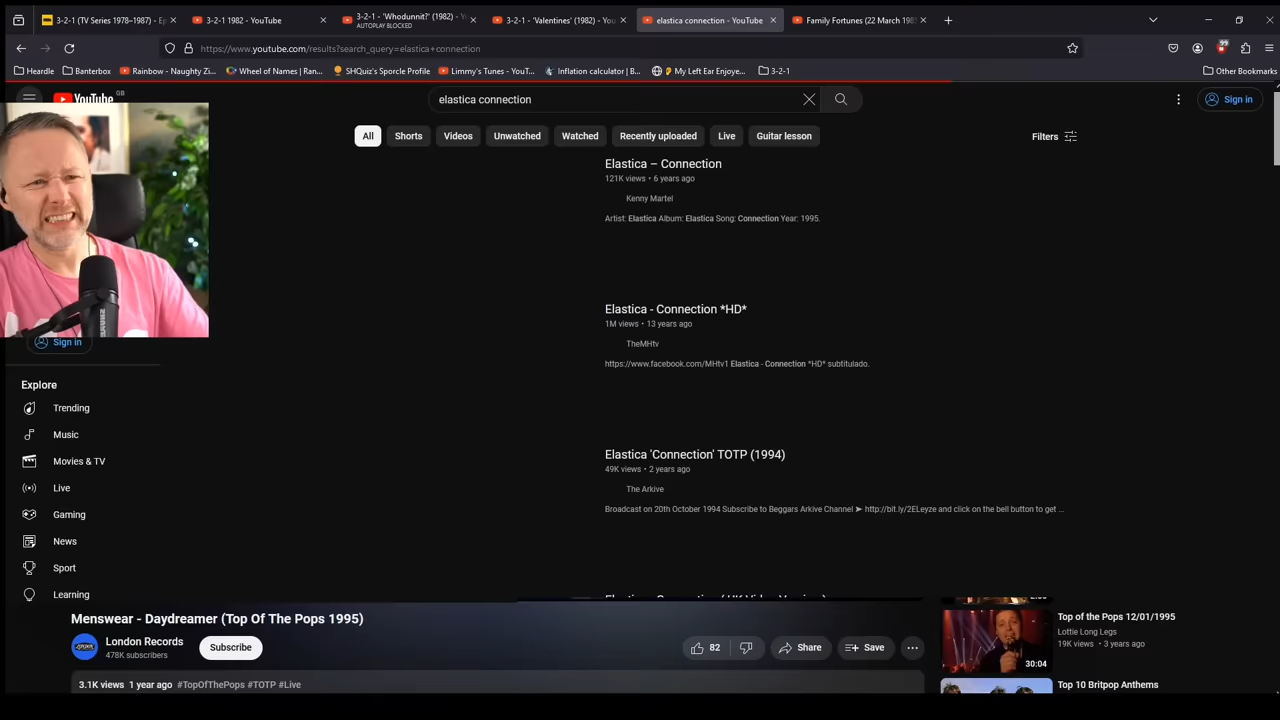 3-2-1 (TV Series 1978–1987) - Ep
3-2-1 1982 - YouTube
3-2-1 - 'Whodunnit?' (1982) - Yo
AUTOPLAY BLOCKED
3-2-1 - 'Valentines' (1982) - You
elastica connection - YouTube
Family Fortunes (22 March 198
https://www.youtube.com/results?search_query=elastica+connection
99
Heardle
Banterbox
Rainbow - Naughty Zi...
Wheel of Names | Ran...
SHQuiz's Sporcle Profile
Limmy's Tunes - YouT...
Inflation calculator | B...
My Left Ear Enjoye...
3-2-1
Other Bookmarks
YouTube GB
elastica connection
Sign in
All
Shorts
Videos
Unwatched
Watched
Recently uploaded
Live
Guitar lesson
Filters
Elastica – Connection
121K views • 6 years ago
Kenny Martel
Artist: Elastica Album: Elastica Song: Connection Year: 1995.
Elastica - Connection *HD*
1M views • 13 years ago
TheMHtv
https://www.facebook.com/MHtv1 Elastica - Connection *HD* subtitulado.
Elastica 'Connection' TOTP (1994)
49K views • 2 years ago
The Arkive
Broadcast on 20th October 1994 Subscribe to Beggars Arkive Channel ➤ http://bit.ly/2ELeyze and click on the bell button to get ...
Sign in
Explore
Trending
Music
Movies & TV
Live
Gaming
News
Sport
Learning
Menswear - Daydreamer (Top Of The Pops 1995)
London Records
478K subscribers
Subscribe
82
Share
Save
3.1K views 1 year ago #TopOfThePops #TOTP #Live
Top of the Pops 12/01/1995
Lottie Long Legs
19K views • 3 years ago
30:04
Top 10 Britpop Anthems